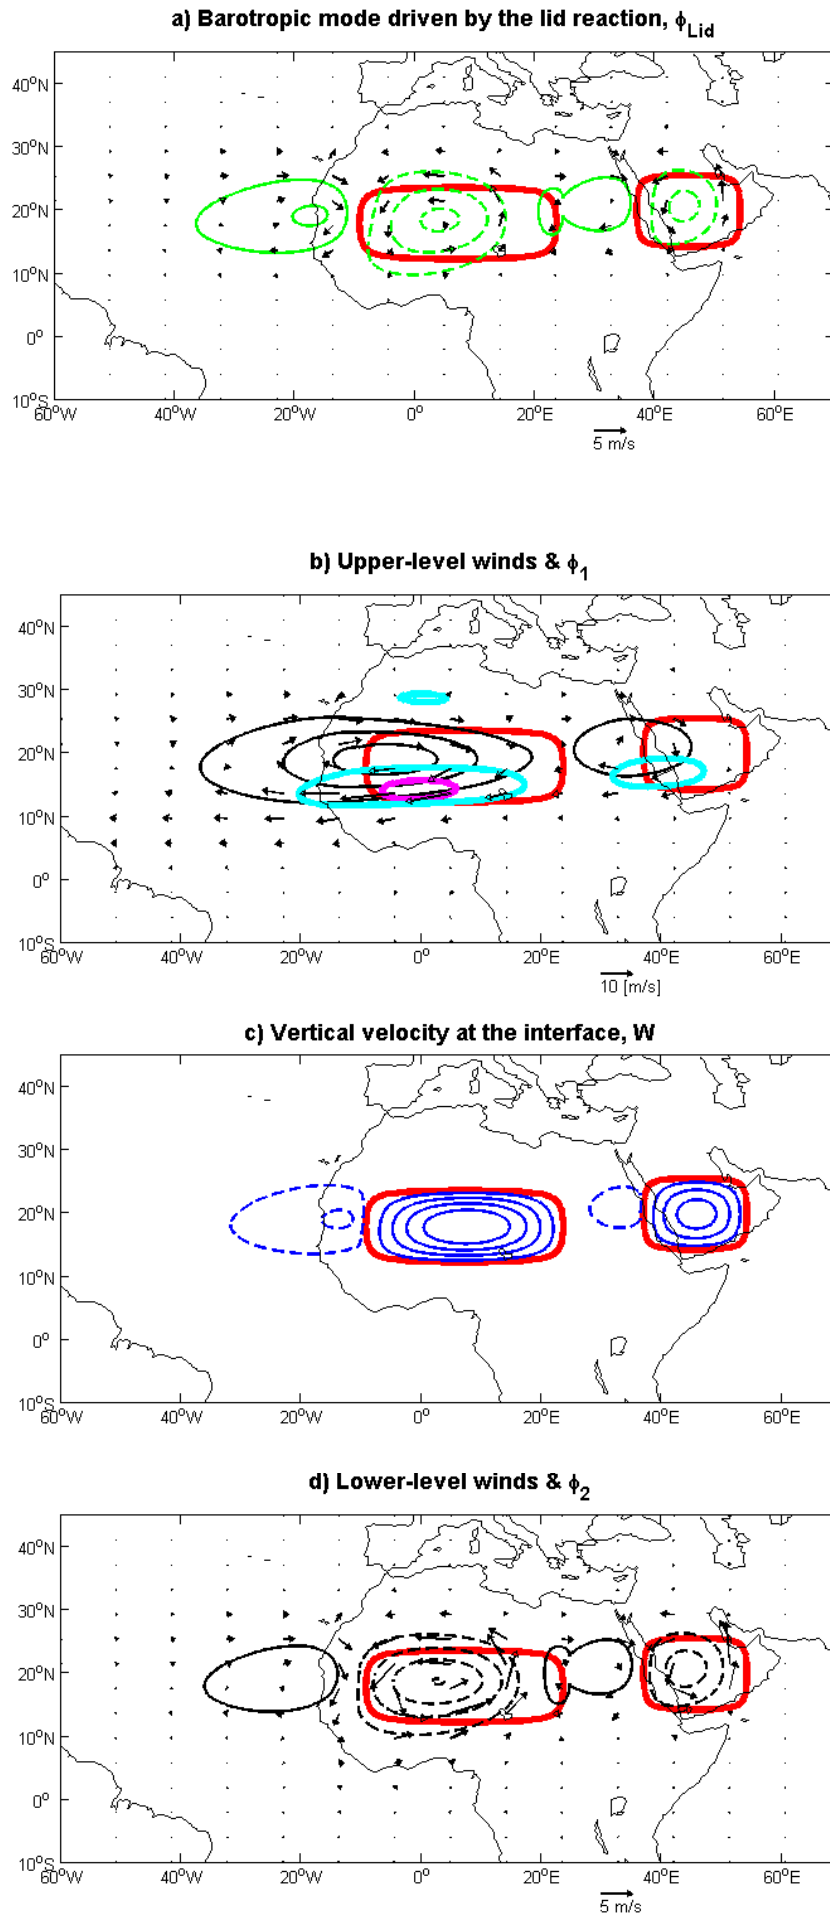 a) Barotropic mode driven by the lid reaction, ϕLid
40°N
30°N
20°N
10°N
0°
10°S
60°W 40°W 20°W 0° 20°E 40°E 60°E
5 m/s
b) Upper-level winds & ϕ1
40°N
30°N
20°N
10°N
0°
10°S
60°W 40°W 20°W 0° 20°E 40°E 60°E
10 [m/s]
c) Vertical velocity at the interface, W
40°N
30°N
20°N
10°N
0°
10°S
60°W 40°W 20°W 0° 20°E 40°E 60°E
d) Lower-level winds & ϕ2
40°N
30°N
20°N
10°N
0°
10°S
60°W 40°W 20°W 0° 20°E 40°E 60°E
5 m/s